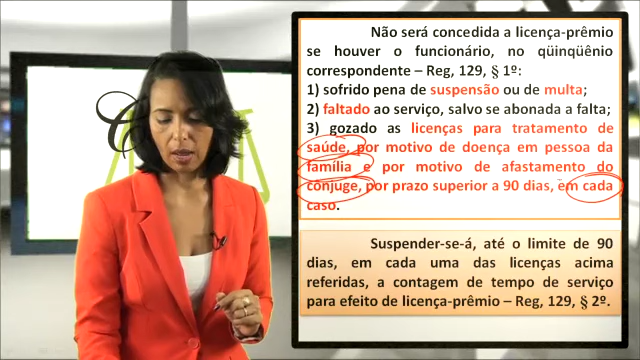 Não será concedida a licença-prêmio
se houver o funcionário, no qüinqüênio
correspondente – Reg, 129, § 1º:
1) sofrido pena de suspensão ou de multa;
2) faltado ao serviço, salvo se abonada a falta;
3) gozado as licenças para tratamento de
saúde, por motivo de doença em pessoa da
família e por motivo de afastamento do
cônjuge, por prazo superior a 90 dias, em cada
caso.
Suspender-se-á, até o limite de 90
dias, em cada uma das licenças acima
referidas, a contagem de tempo de serviço
para efeito de licença-prêmio – Reg, 129, § 2º.